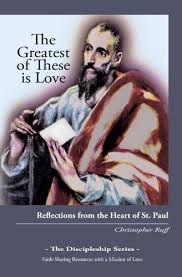 The
Greatest
of These
is Love
Reflections from the Heart of St. Paul
Christopher Ruff
~ The Discipleship Series ~
Faith-Sharing Resources with a Mission of Love